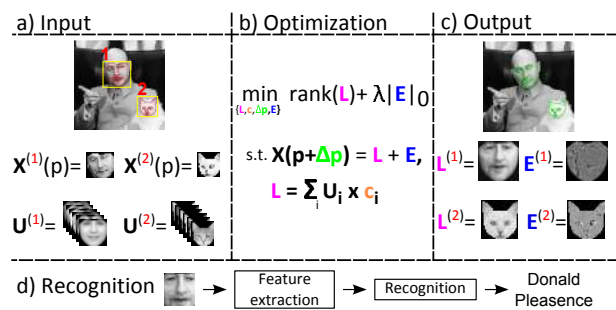 a) Input
1
2
X⁽¹⁾(p)= X⁽²⁾(p)=
U⁽¹⁾= U⁽²⁾=
b) Optimization
min rank(L)+ λ|E|₀
{L,c,Δp,E}
s.t. X(p+Δp) = L + E,
L = Σᵢ Uᵢ x cᵢ
c) Output
L⁽¹⁾= E⁽¹⁾=
L⁽²⁾= E⁽²⁾=
d) Recognition
Feature
extraction
Recognition
Donald
Pleasence